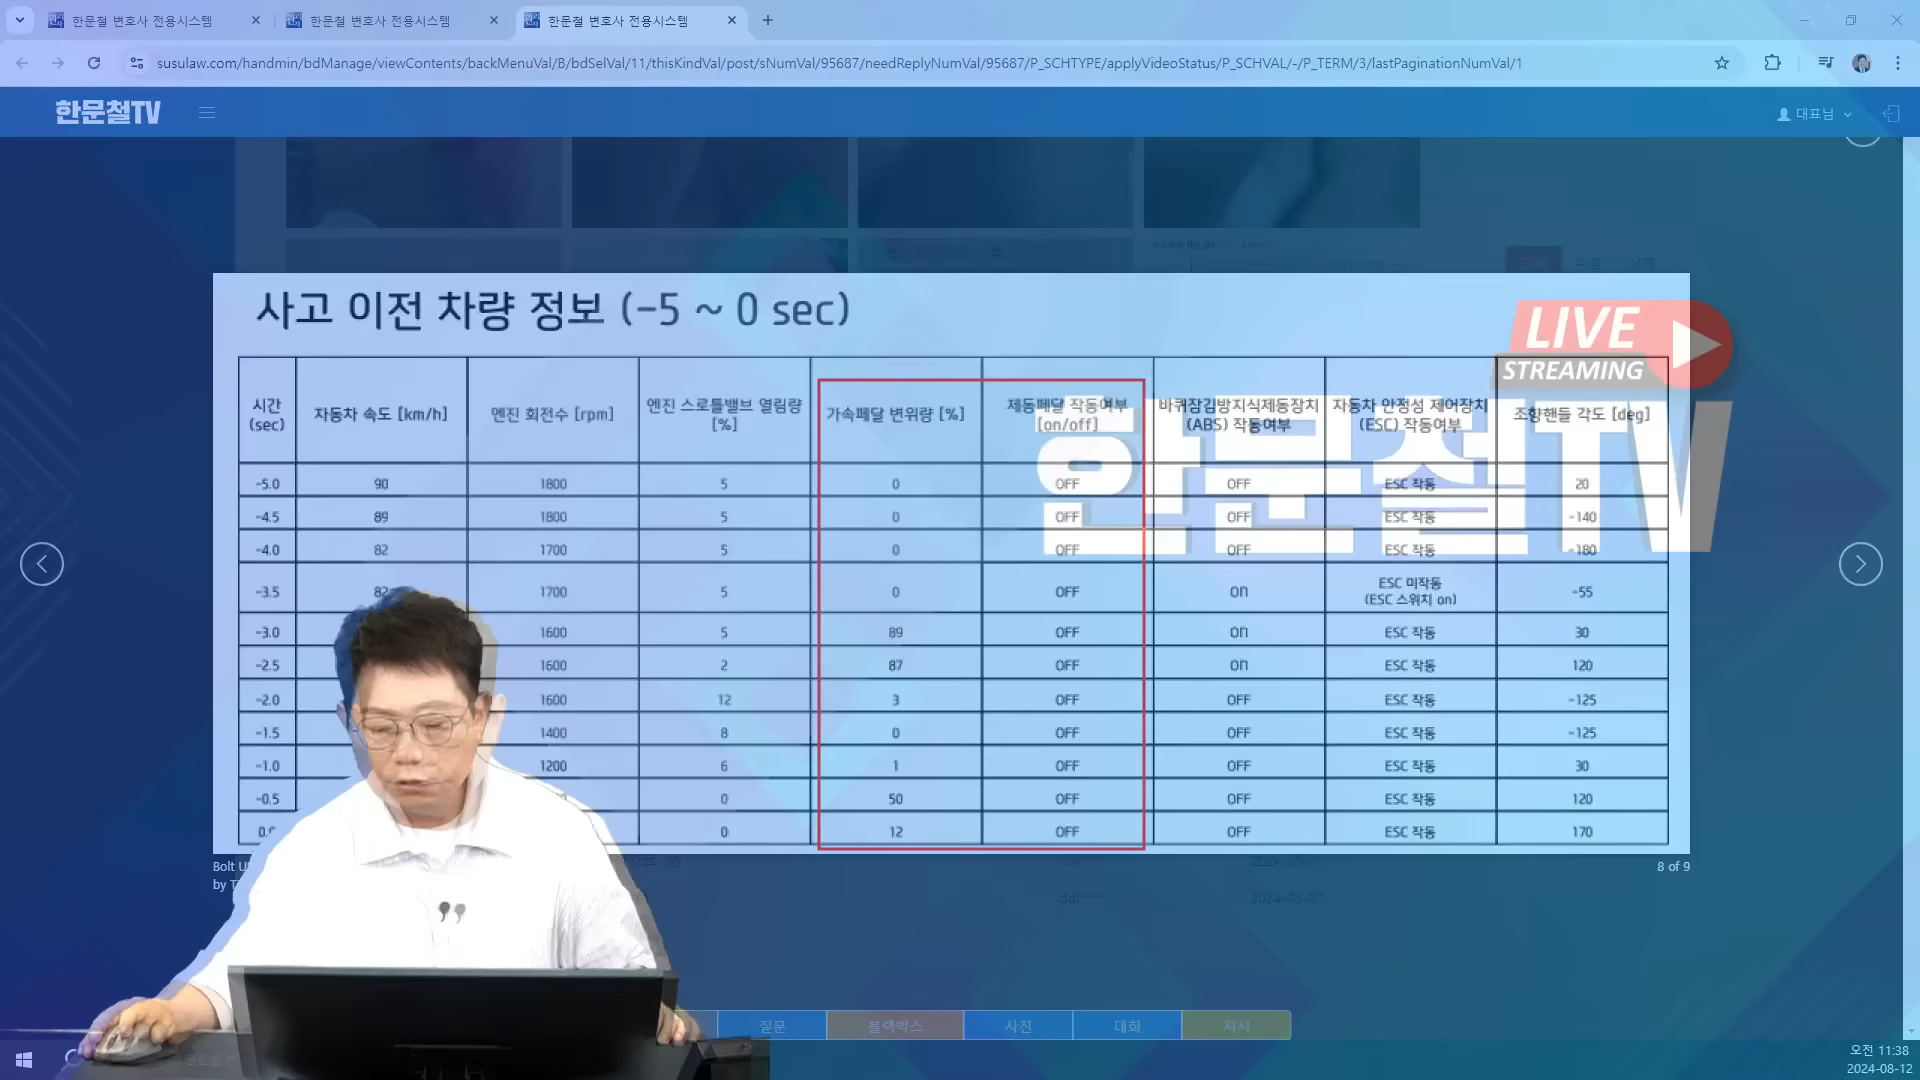 한문철 변호사 전용시스템
한문철 변호사 전용시스템
한문철 변호사 전용시스템
susulaw.com/handmin/bdManage/viewContents/backMenuVal/B/bdSelVal/11/thisKindVal/post/sNumVal/95687/needReplyNumVal/95687/P_SCHTYPE/applyVideoStatus/P_SCHVAL/-/P_TERM/3/lastPaginationNumVal/1
한문철TV
대표님
사고 이전 차량 정보 (-5 ~ 0 sec)
LIVE
STREAMING
한문철TV
시간 (sec) 자동차 속도 [km/h] 엔진 회전수 [rpm] 엔진 스로틀밸브 열림량 [%] 가속페달 변위량 [%] 제동페달 작동여부 [on/off] 바퀴잠김방지식제동장치 (ABS) 작동여부 자동차 안정성 제어장치 (ESC) 작동여부 조향핸들 각도 [deg]
-5.0 90 1800 5 0 OFF OFF ESC 작동 20
-4.5 89 1800 5 0 OFF OFF ESC 작동 -140
-4.0 82 1700 5 0 OFF OFF ESC 작동 -180
-3.5 82 1700 5 0 OFF on ESC 미작동 (ESC 스위치 on) -55
-3.0 1600 5 89 OFF on ESC 작동 30
-2.5 1600 2 87 OFF on ESC 작동 120
-2.0 1600 12 3 OFF OFF ESC 작동 -125
-1.5 1400 8 0 OFF OFF ESC 작동 -125
-1.0 1200 6 1 OFF OFF ESC 작동 30
-0.5 0 50 OFF OFF ESC 작동 120
0.0 0 12 OFF OFF ESC 작동 170
Bolt
by
8 of 9
2024-05-07
질문 블랙박스 사진 대화 지시
오전 11:38
2024-08-12